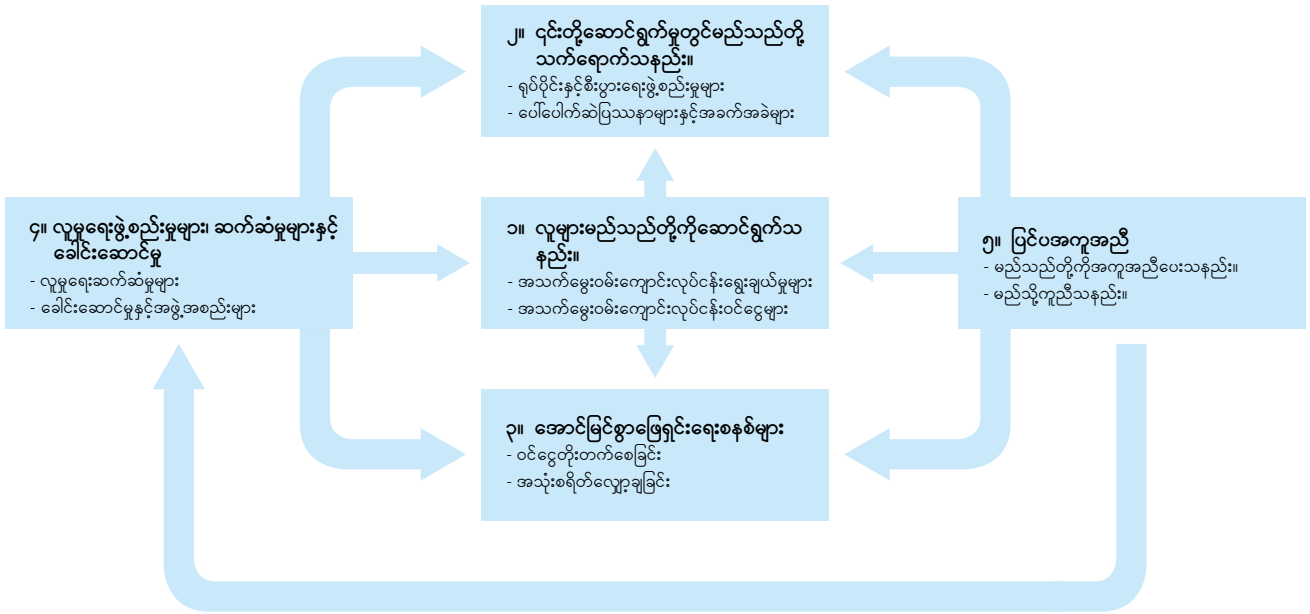 ၂။ ၎င်းတို့ဆောင်ရွက်မှုတွင်မည်သည်တို့
သက်ရောက်သနည်း။
- ရုပ်ပိုင်းနှင့်စီးပွားရေးဖွဲ့စည်းမှုများ
- ပေါ်ပေါက်ဆဲပြဿနာများနှင့်အခက်အခဲများ
၄။ လူမှုရေးဖွဲ့စည်းမှုများ၊ ဆက်ဆံမှုများနှင့်
ခေါင်းဆောင်မှု
- လူမှုရေးဆက်ဆံမှုများ
- ခေါင်းဆောင်မှုနှင့်အဖွဲ့အစည်းများ
၁။ လူများမည်သည်တို့ကိုဆောင်ရွက်သ
နည်း။
- အသက်မွေးဝမ်းကျောင်းလုပ်ငန်းရွေးချယ်မှုများ
- အသက်မွေးဝမ်းကျောင်းလုပ်ငန်းဝင်ငွေများ
၅။ ပြင်ပအကူအညီ
- မည်သည်တို့ကိုအကူအညီပေးသနည်း။
- မည်သို့ကူညီသနည်း။
၃။ အောင်မြင်စွာဖြေရှင်းရေးစနစ်များ
- ဝင်ငွေတိုးတက်စေခြင်း
- အသုံးစရိတ်လျှော့ချခြင်း